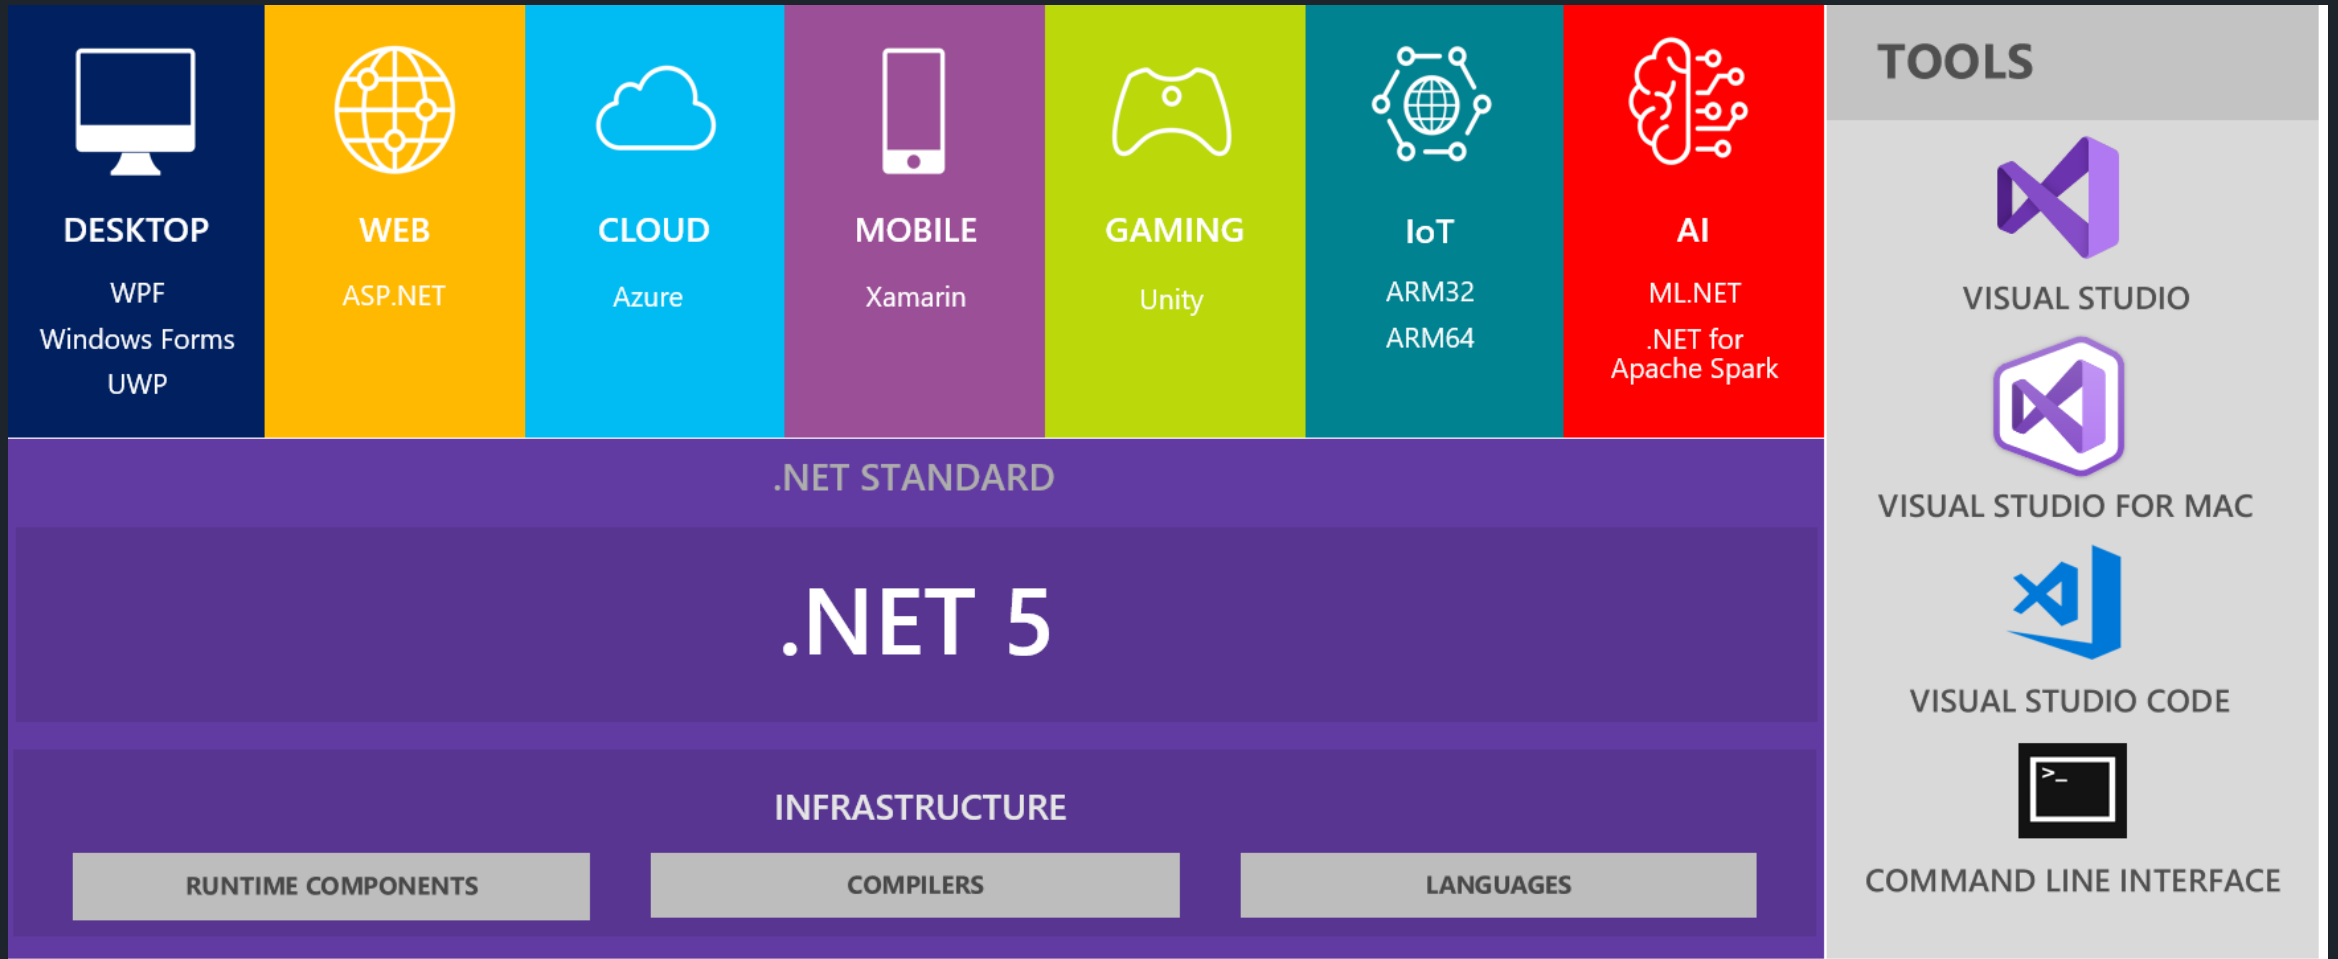 DESKTOP
WPF
Windows Forms
UWP
WEB
ASP.NET
CLOUD
Azure
MOBILE
Xamarin
GAMING
Unity
IoT
ARM32
ARM64
AI
ML.NET
.NET for
Apache Spark
.NET STANDARD
.NET 5
INFRASTRUCTURE
RUNTIME COMPONENTS
COMPILERS
LANGUAGES
TOOLS
VISUAL STUDIO
VISUAL STUDIO FOR MAC
VISUAL STUDIO CODE
>_
COMMAND LINE INTERFACE